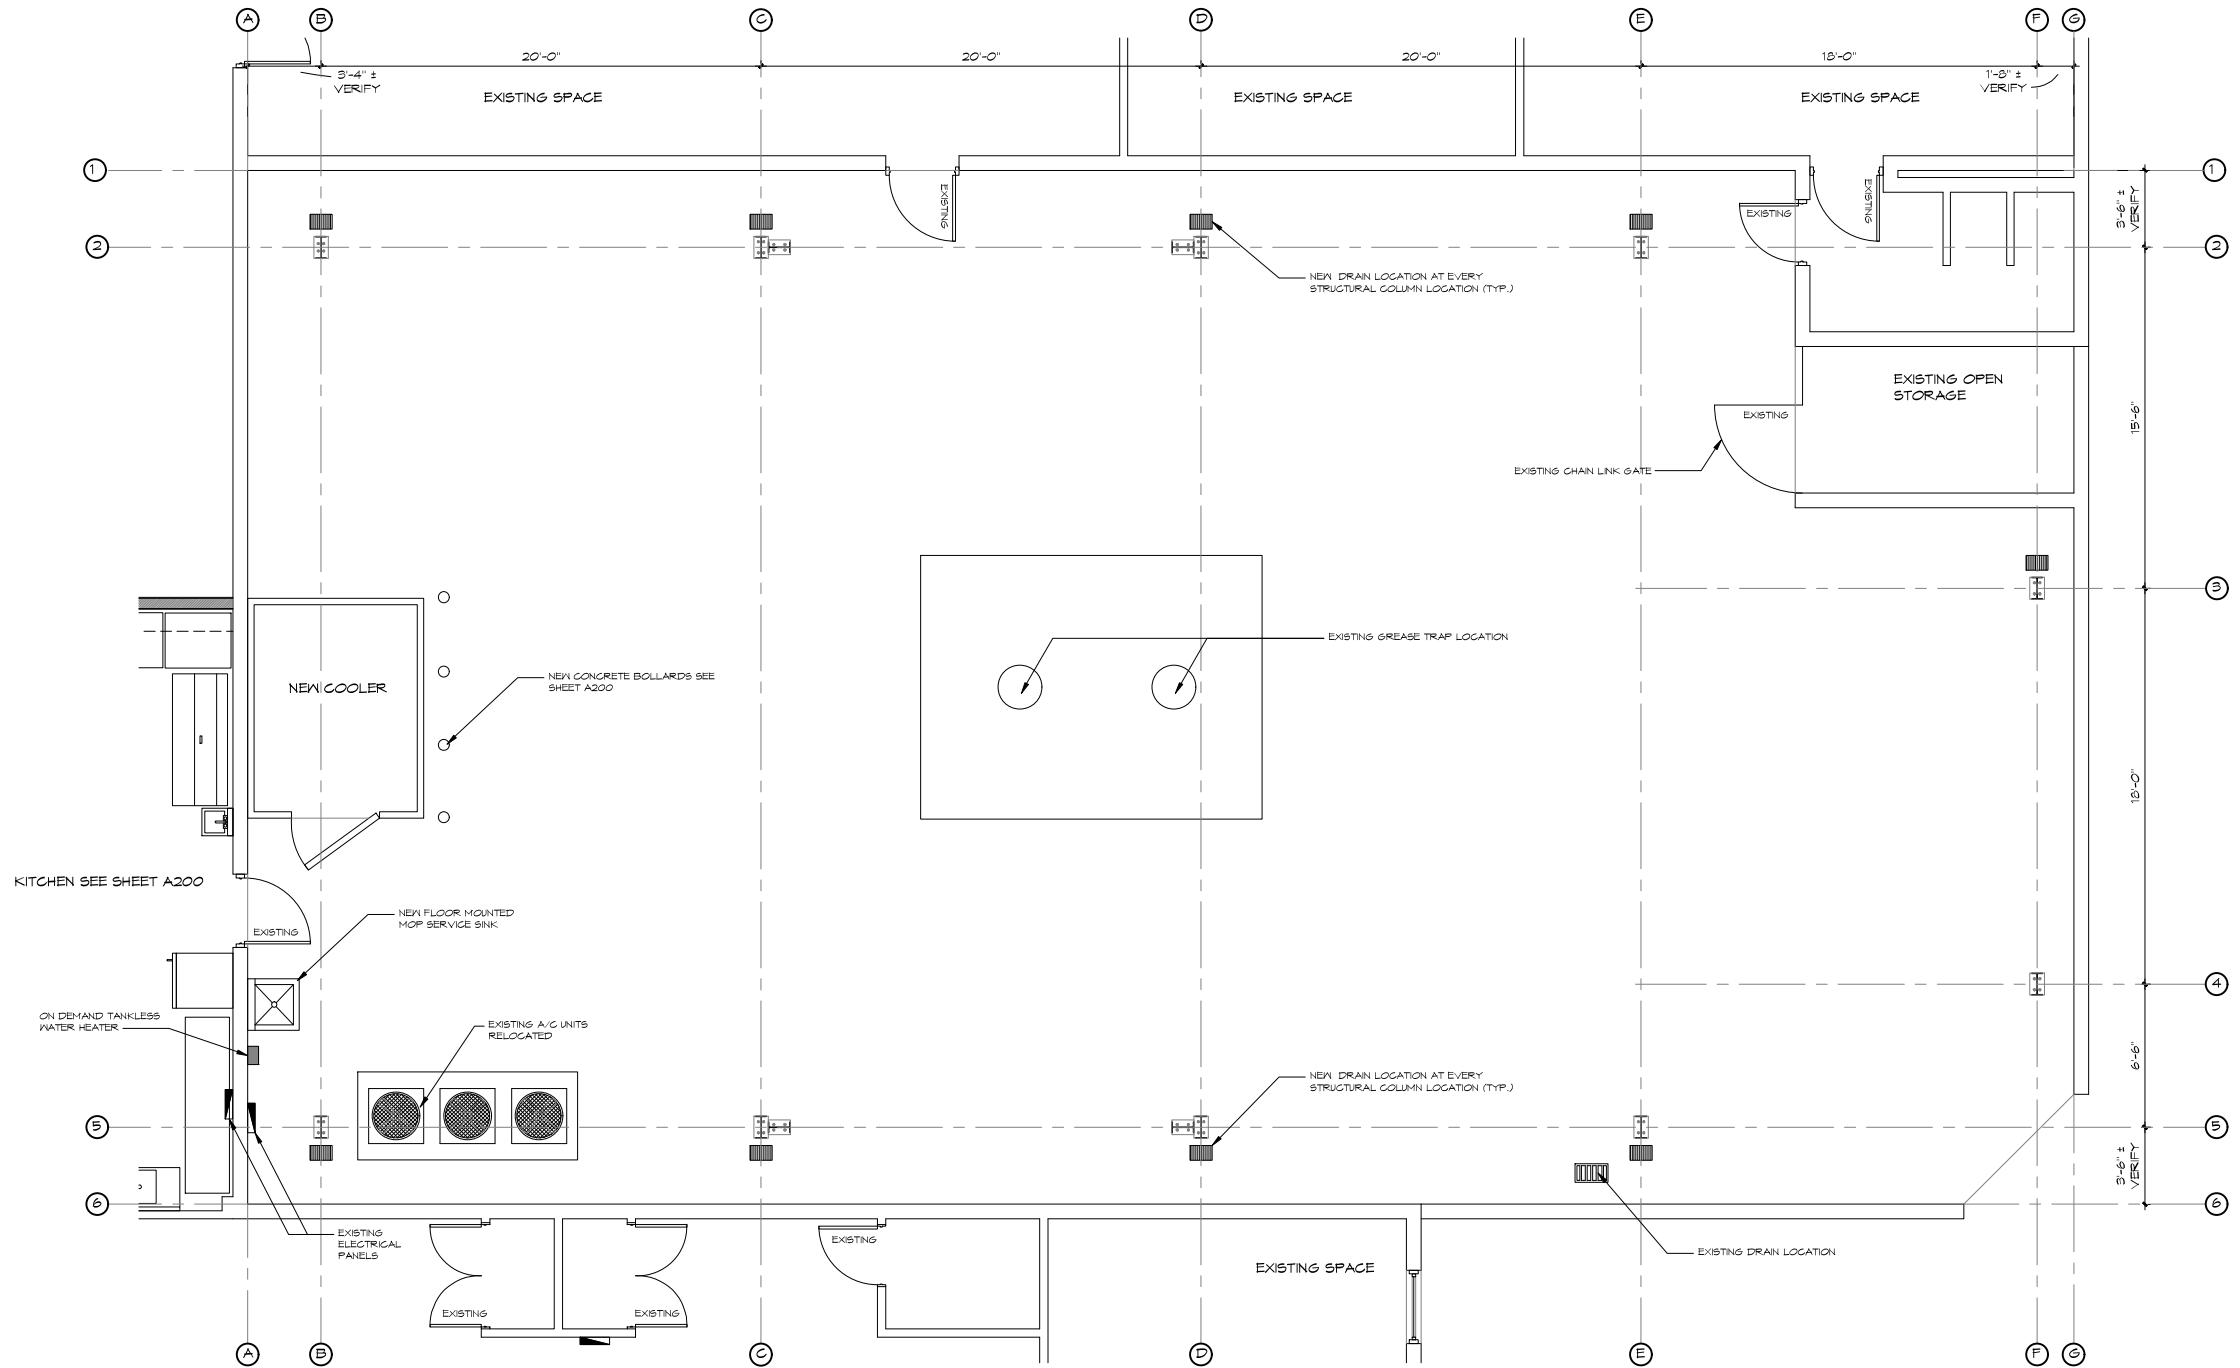 A B C D E F G
20'-0" 20'-0" 20'-0" 18'-0"
3'-4" ±
VERIFY
1'-8" ±
VERIFY
EXISTING SPACE
EXISTING SPACE
EXISTING SPACE
1
1
EXISTING
EXISTING
EXISTING
3'-6" ±
VERIFY
2
2
NEW DRAIN LOCATION AT EVERY
STRUCTURAL COLUMN LOCATION (TYP.)
EXISTING OPEN
STORAGE
EXISTING
15'-6"
EXISTING CHAIN LINK GATE
3
EXISTING GREASE TRAP LOCATION
NEW COOLER
NEW CONCRETE BOLLARDS SEE
SHEET A200
18'-0"
KITCHEN SEE SHEET A200
EXISTING
NEW FLOOR MOUNTED
MOP SERVICE SINK
4
ON DEMAND TANKLESS
WATER HEATER
EXISTING A/C UNITS
RELOCATED
6'-6"
NEW DRAIN LOCATION AT EVERY
STRUCTURAL COLUMN LOCATION (TYP.)
5
5
3'-6" ±
VERIFY
6
6
EXISTING
ELECTRICAL
PANELS
EXISTING
EXISTING SPACE
EXISTING DRAIN LOCATION
EXISTING
EXISTING
A B C D E F G